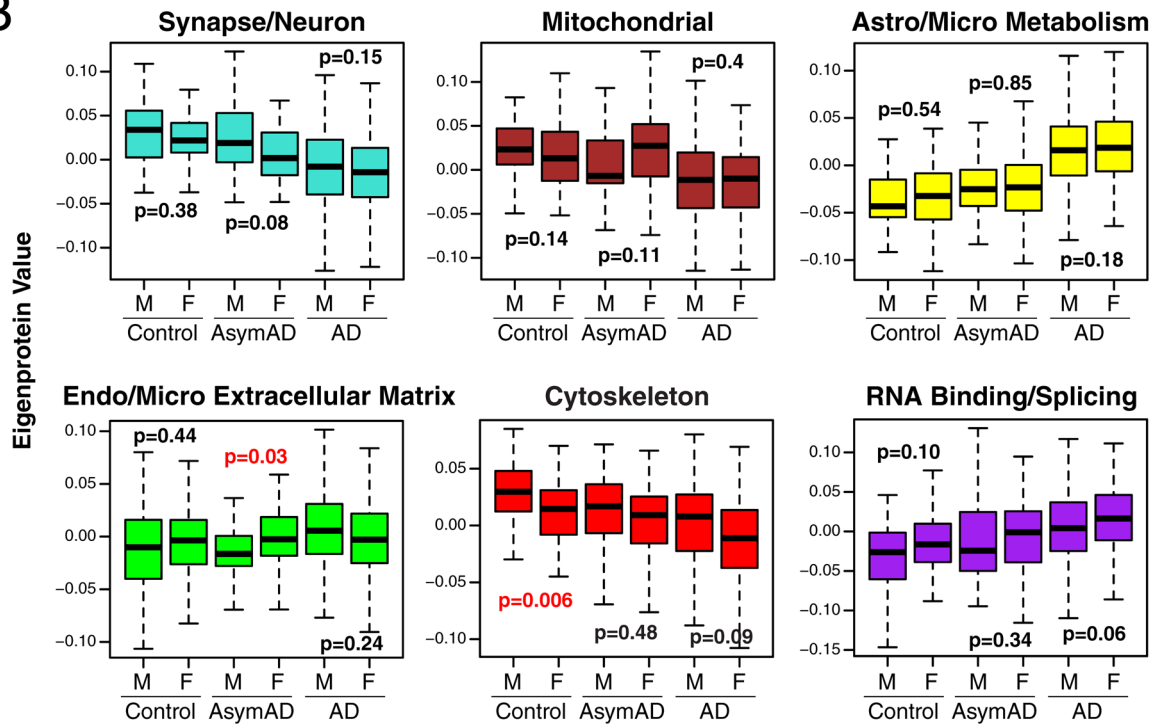 B
Synapse/Neuron
Mitochondrial
Astro/Micro Metabolism
Eigenprotein Value
0.10
0.05
0.00
−0.05
−0.10
p=0.15
p=0.38
p=0.08
M F M F M F
Control AsymAD AD
0.10
0.05
0.00
−0.05
−0.10
p=0.4
p=0.14
p=0.11
M F M F M F
Control AsymAD AD
0.10
0.05
0.00
−0.05
−0.10
p=0.85
p=0.54
p=0.18
M F M F M F
Control AsymAD AD
Endo/Micro Extracellular Matrix
Cytoskeleton
RNA Binding/Splicing
0.10
0.05
0.00
−0.05
−0.10
p=0.44
p=0.03
p=0.24
M F M F M F
Control AsymAD AD
0.05
0.00
−0.05
−0.10
p=0.006
p=0.48
p=0.09
M F M F M F
Control AsymAD AD
0.10
0.05
0.00
−0.05
−0.10
−0.15
p=0.10
p=0.34
p=0.06
M F M F M F
Control AsymAD AD